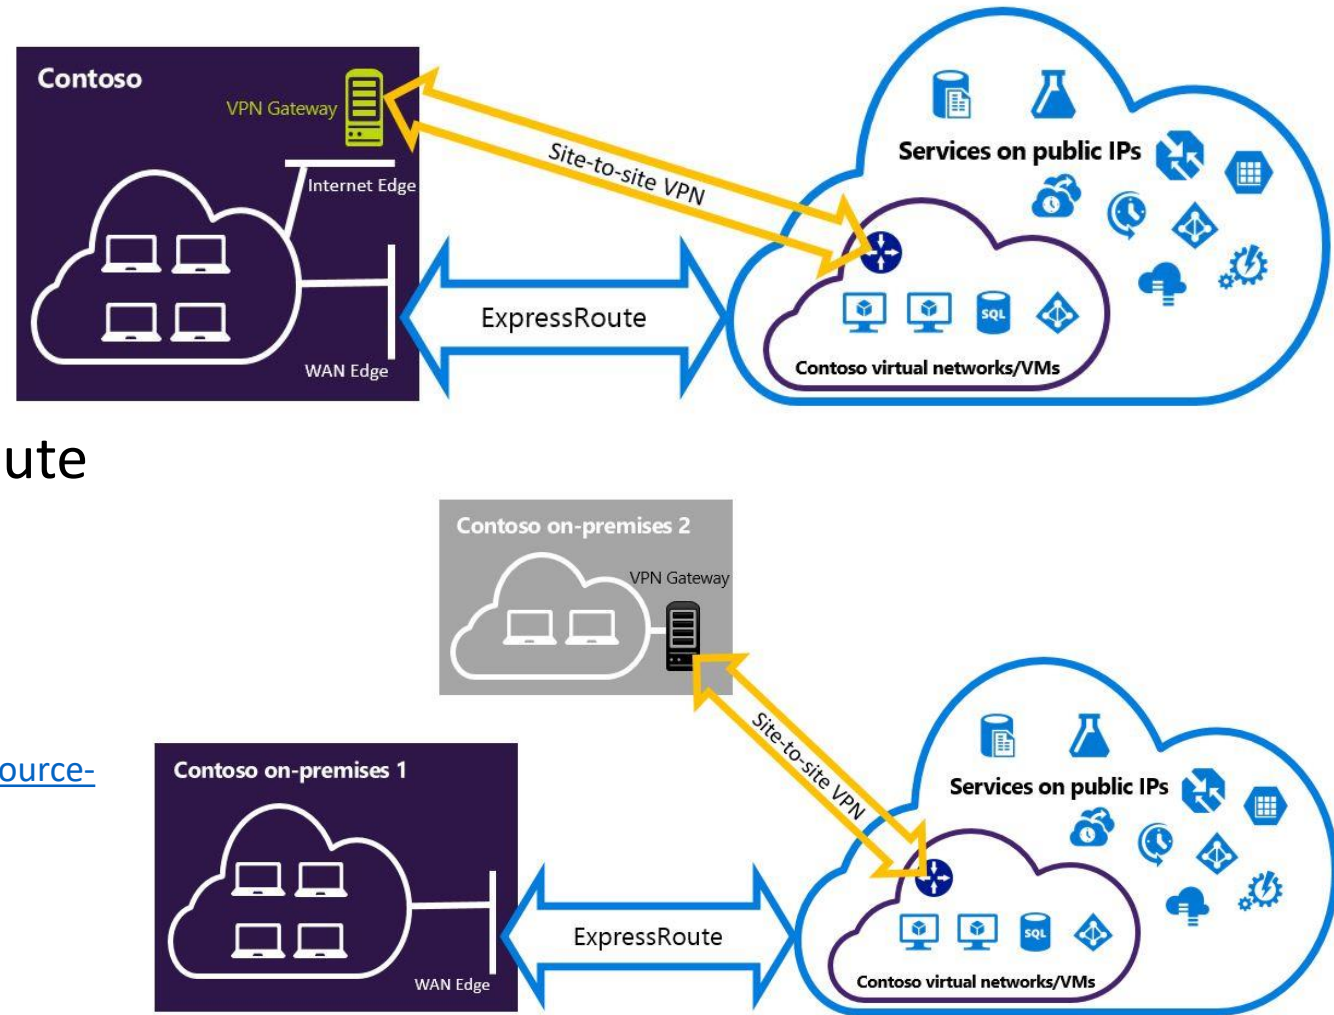 Contoso
VPN Gateway
Internet Edge
WAN Edge
Site-to-site VPN
ExpressRoute
Services on public IPs
SQL
Contoso virtual networks/VMs
ute
Contoso on-premises 2
VPN Gateway
Site-to-site VPN
ource-
Contoso on-premises 1
WAN Edge
ExpressRoute
Services on public IPs
SQL
Contoso virtual networks/VMs